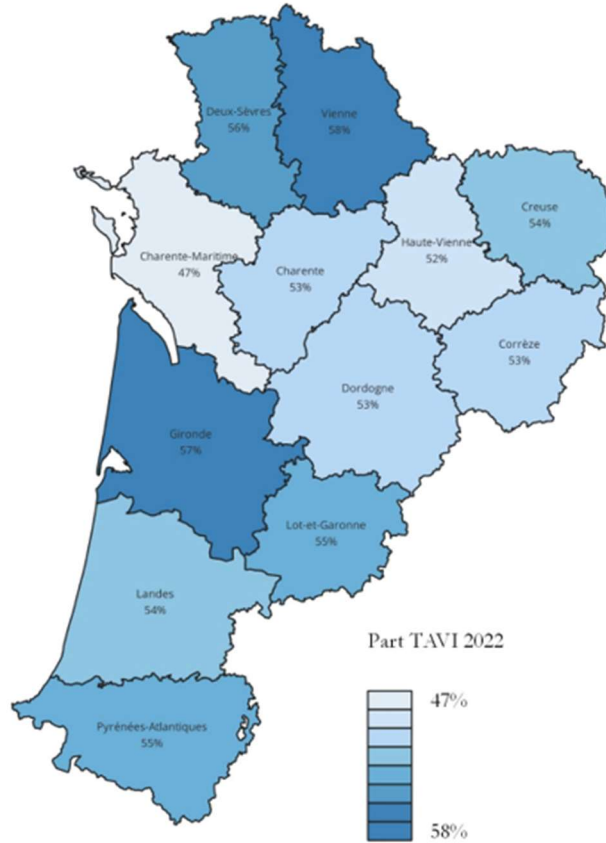 Deux-Sèvres
56%
Vienne
58%
Creuse
54%
Charente-Maritime
47%
Charente
53%
Haute-Vienne
52%
Corrèze
53%
Dordogne
53%
Gironde
57%
Lot-et-Garonne
55%
Landes
54%
Pyrénées-Atlantiques
55%
Part TAVI 2022
47%
58%